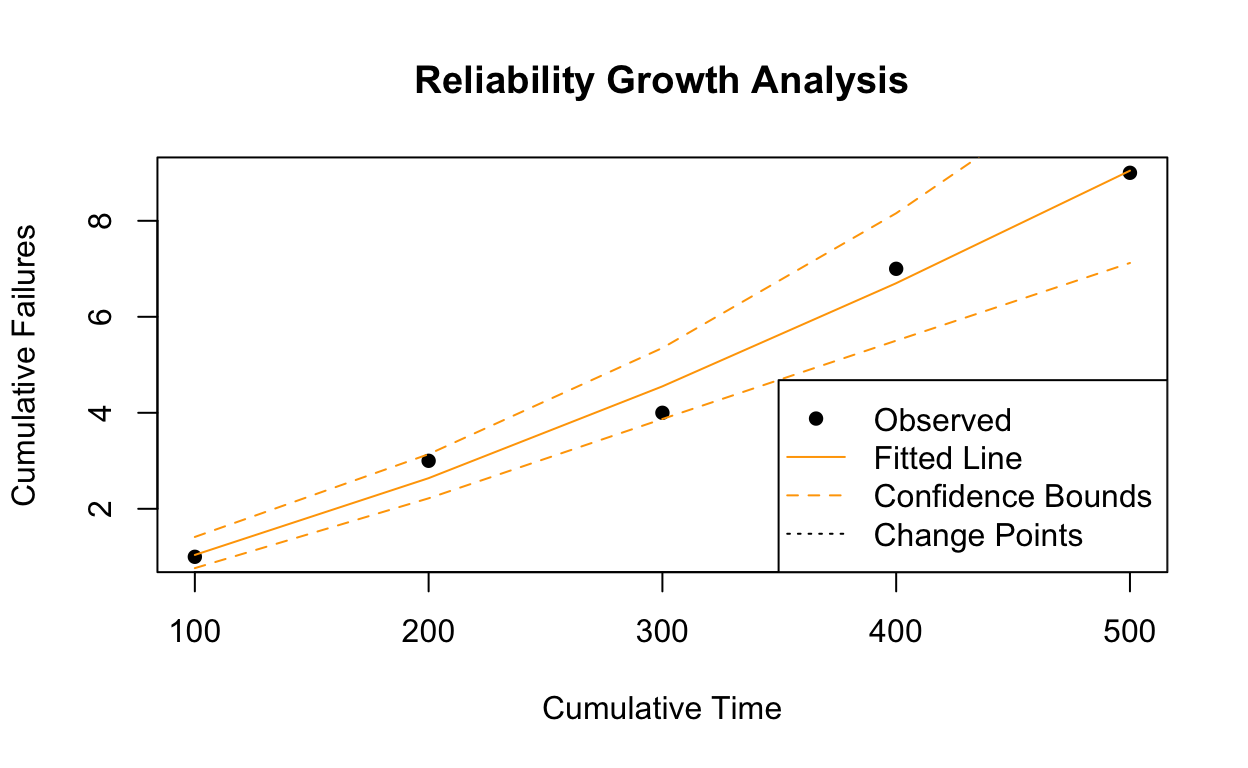 Reliability Growth Analysis
Cumulative Failures
8
6
4
2
Observed
Fitted Line
Confidence Bounds
Change Points
100 200 300 400 500
Cumulative Time